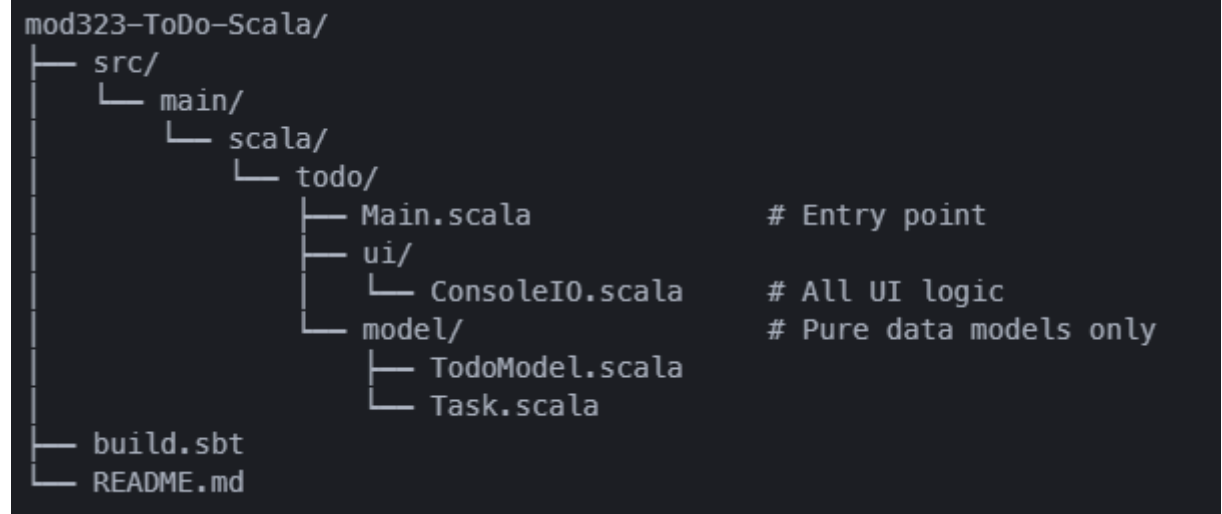 mod323-ToDo-Scala/
├── src/
│   └── main/
│       └── scala/
│           └── todo/
│               ├── Main.scala              # Entry point
│               ├── ui/
│               │   └── ConsoleIO.scala     # All UI logic
│               └── model/                  # Pure data models only
│                   ├── TodoModel.scala
│                   └── Task.scala
├── build.sbt
└── README.md